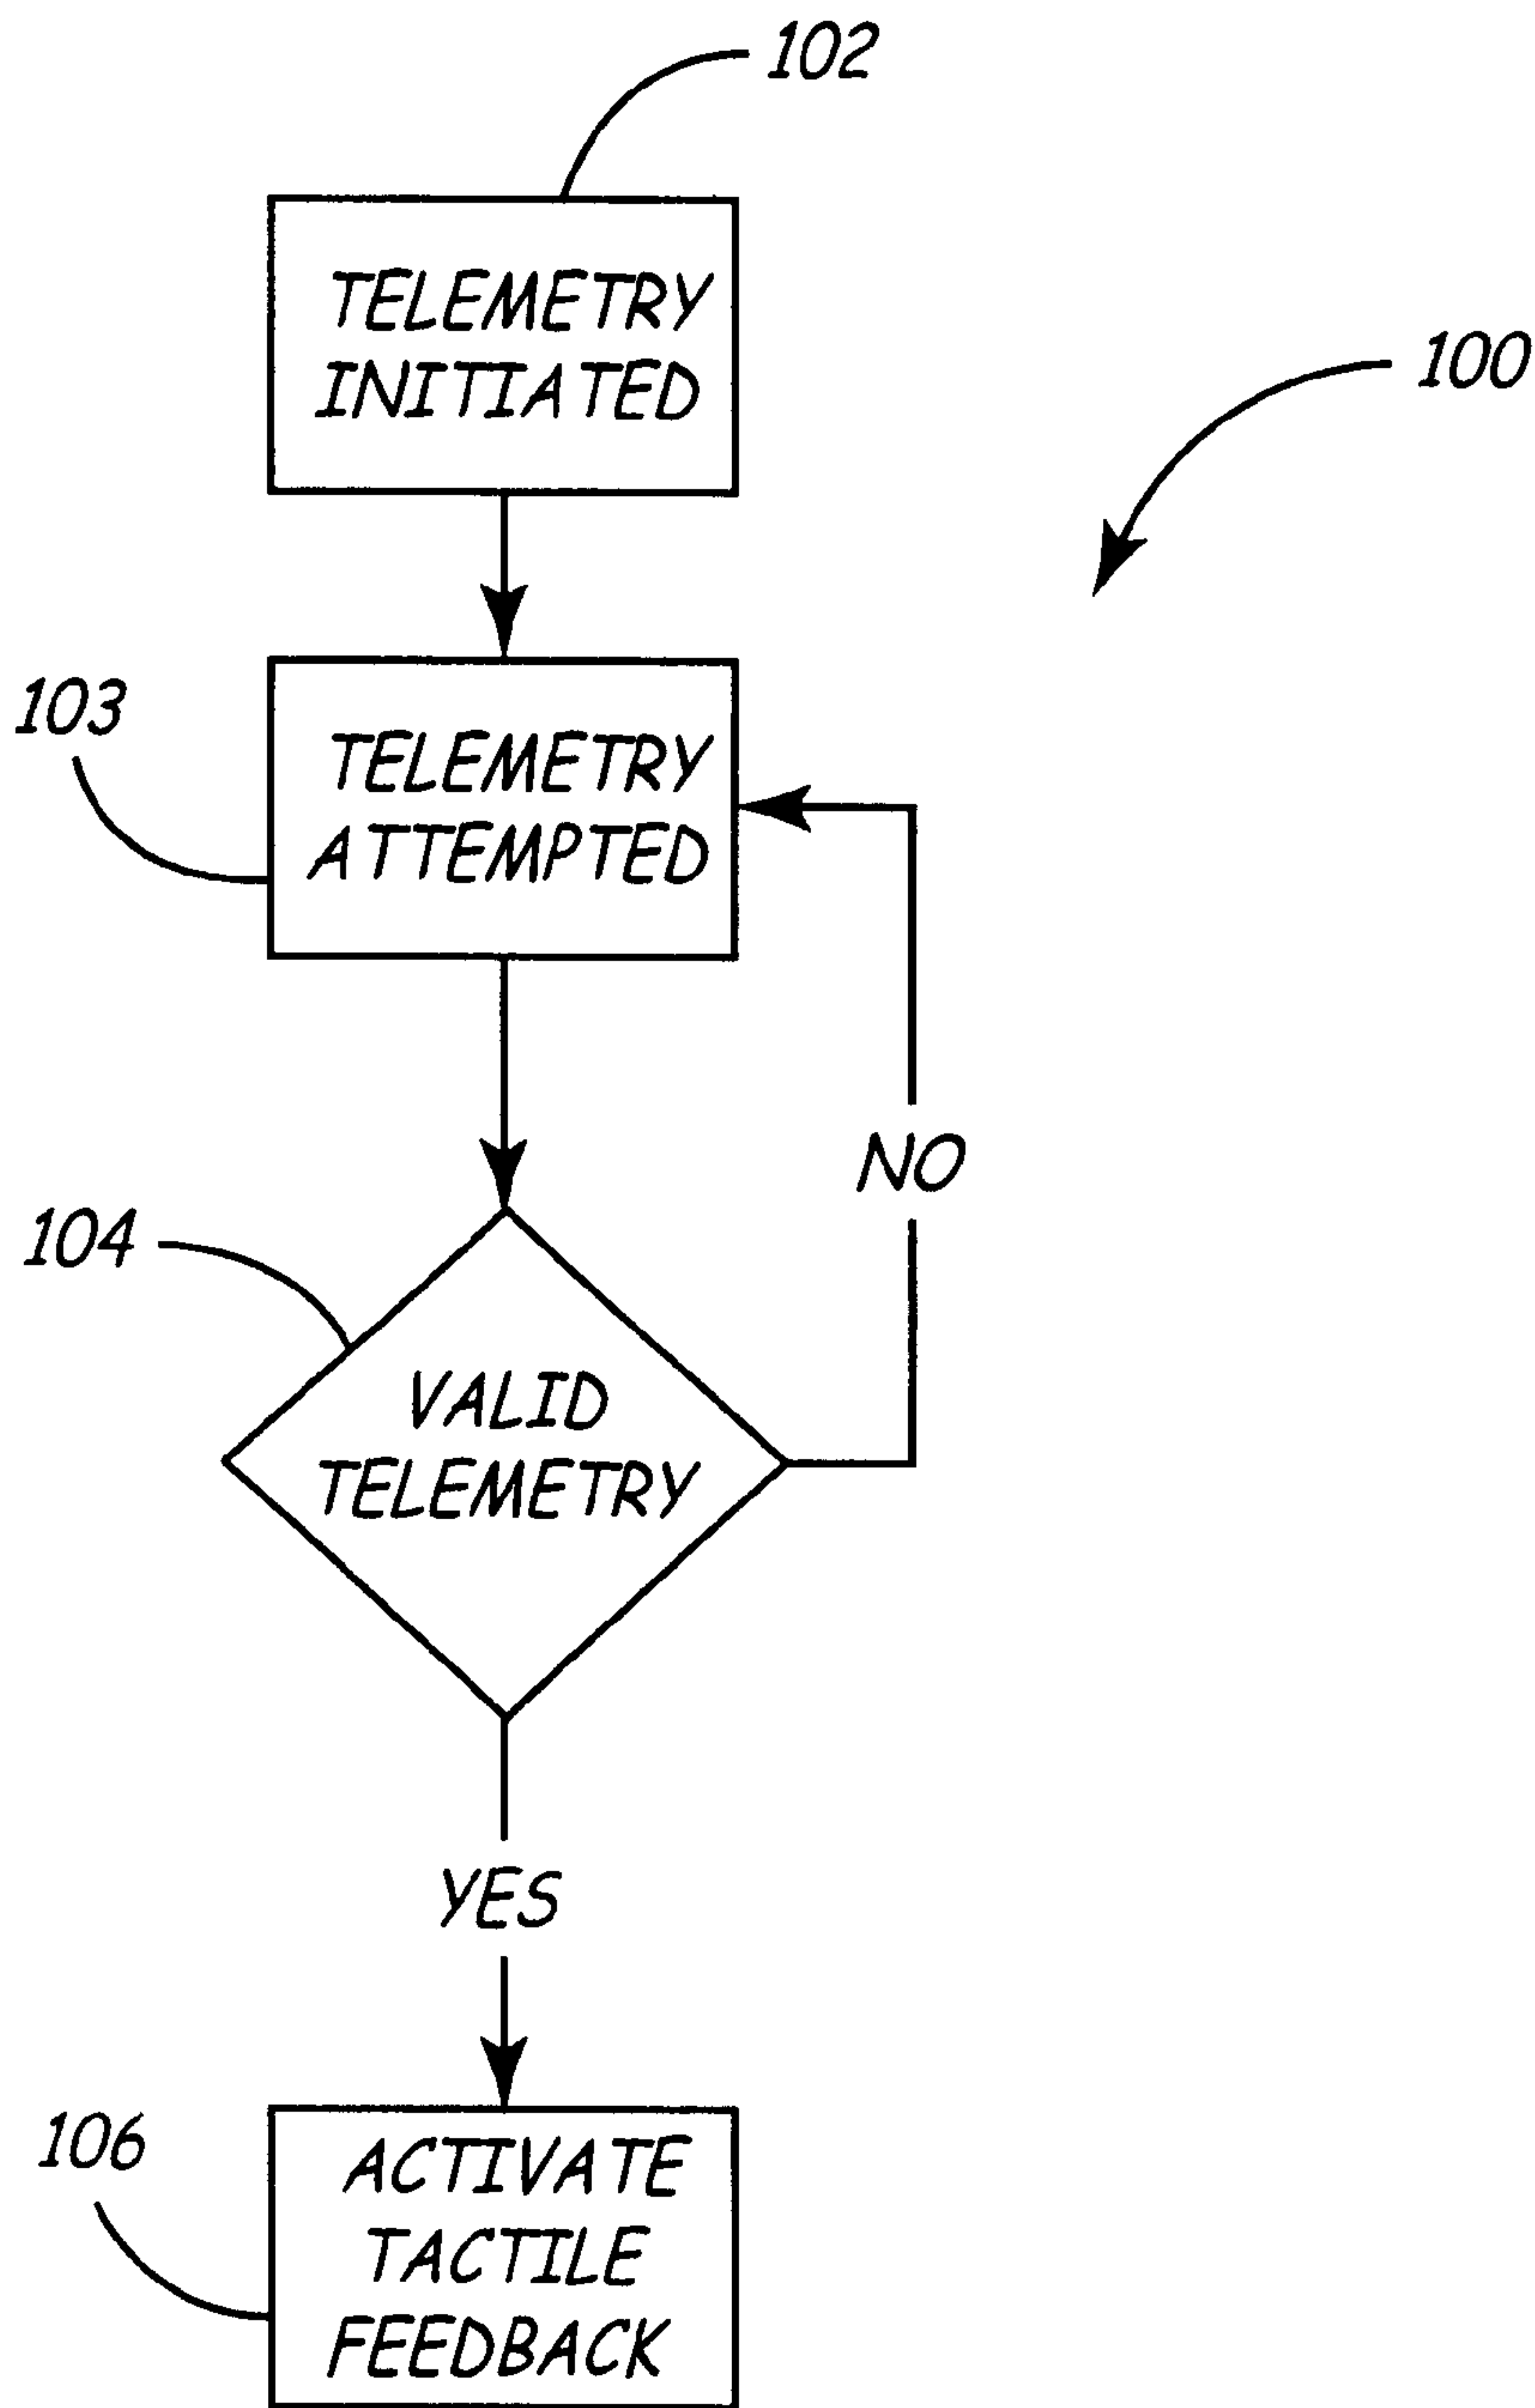 102
TELEMETRY
INITIATED
100
103
TELEMETRY
ATTEMPTED
NO
104
VALID
TELEMETRY
YES
106
ACTIVATE
TACTILE
FEEDBACK